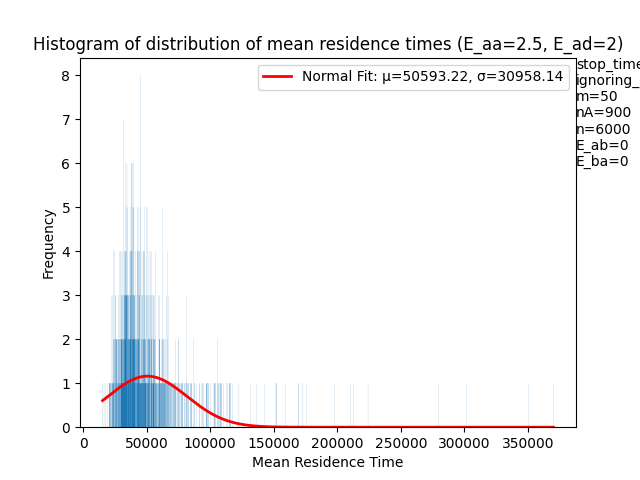 Histogram of distribution of mean residence times (E_aa=2.5, E_ad=2)
Normal Fit: μ=50593.22, σ=30958.14
stop_time
ignoring_
m=50
nA=900
n=6000
E_ab=0
E_ba=0
Frequency
8
7
6
5
4
3
2
1
0
0 50000 100000 150000 200000 250000 300000 350000
Mean Residence Time